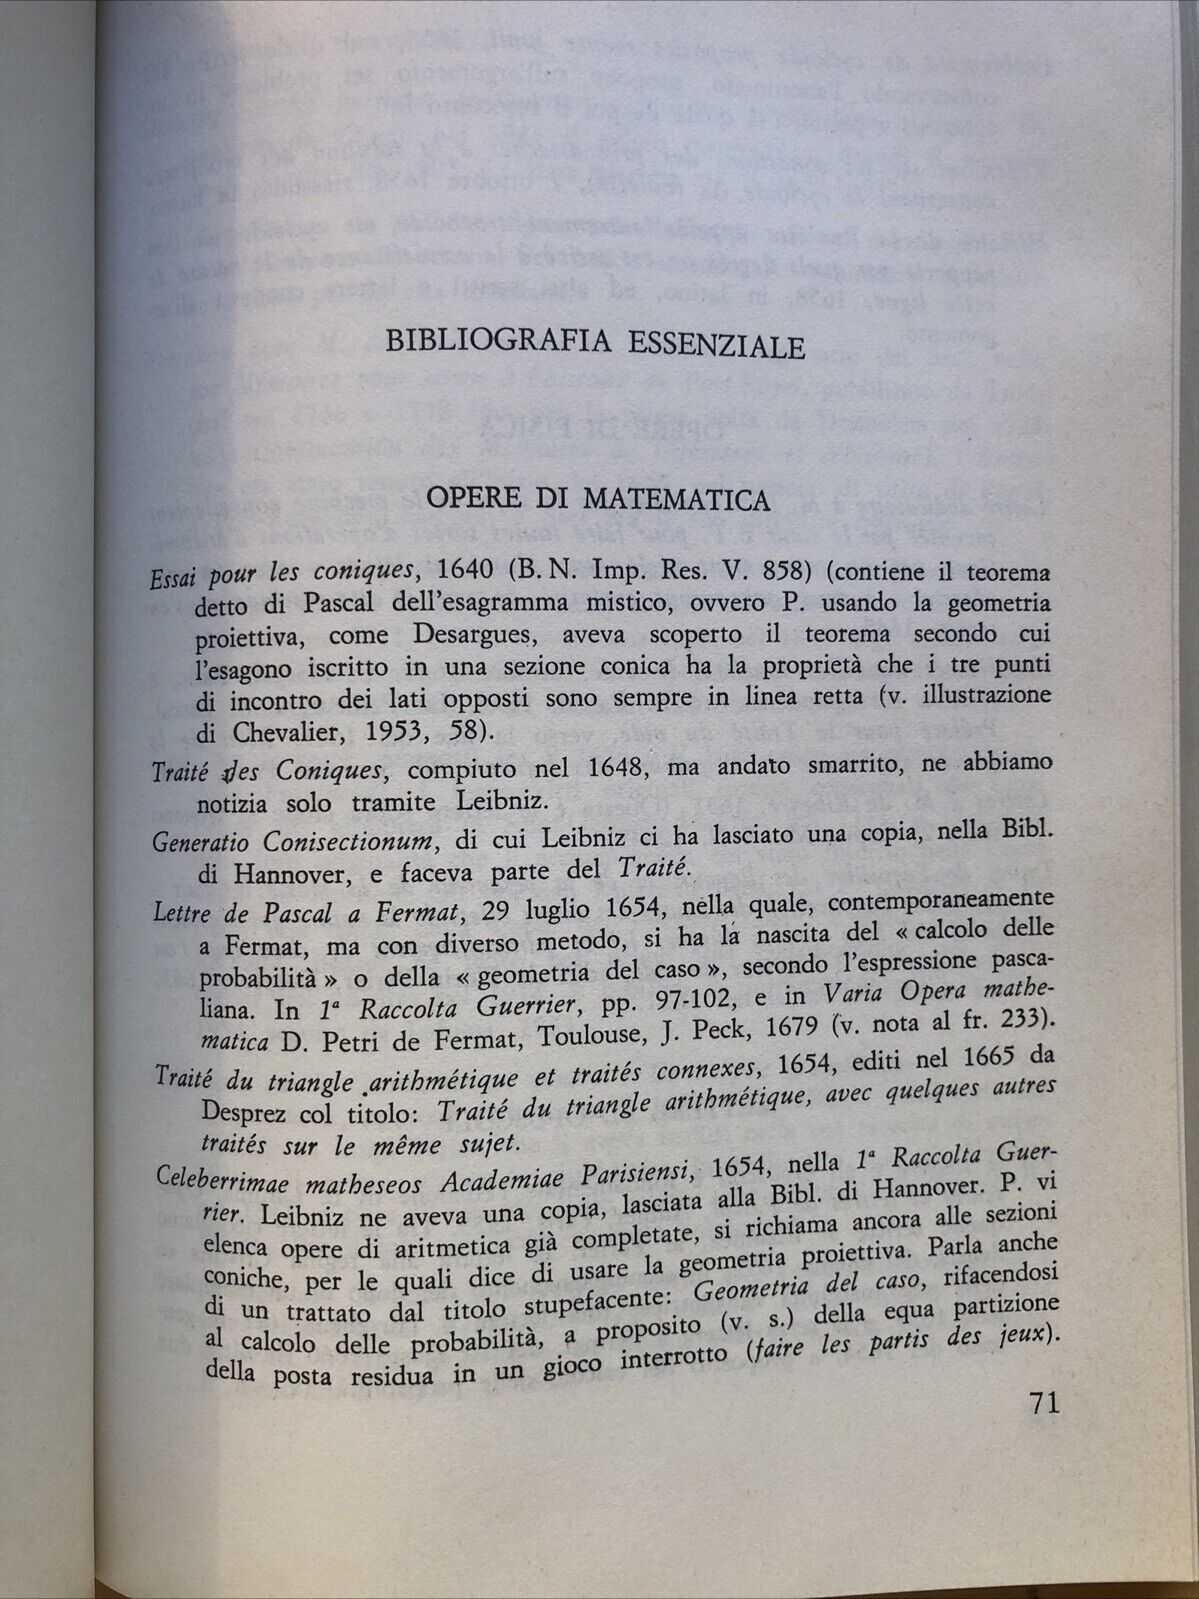 BIBLIOGRAFIA ESSENZIALE
OPERE DI MATEMATICA
Essai pour les coniques, 1640 (B. N. Imp. Res. V. 858) (contiene il teorema
detto di Pascal dell'esagramma mistico, ovvero P. usando la geometria
proiettiva, come Desargues, aveva scoperto il teorema secondo cui
l'esagono iscritto in una sezione conica ha la proprietà che i tre punti
di incontro dei lati opposti sono sempre in linea retta (v. illustrazione
di Chevalier, 1953, 58).
Traité des Coniques, compiuto nel 1648, ma andato smarrito, ne abbiamo
notizia solo tramite Leibniz.
Generatio Conisectionum, di cui Leibniz ci ha lasciato una copia, nella Bibl.
di Hannover, e faceva parte del Traité.
Lettre de Pascal a Fermat, 29 luglio 1654, nella quale, contemporaneamente
a Fermat, ma con diverso metodo, si ha la nascita del « calcolo delle
probabilità » o della « geometria del caso », secondo l'espressione pasca-
liana. In 1ª Raccolta Guerrier, pp. 97-102, e in Varia Opera mathe-
matica D. Petri de Fermat, Toulouse, J. Peck, 1679 (v. nota al fr. 233).
Traité du triangle arithmétique et traités connexes, 1654, editi nel 1665 da
Desprez col titolo: Traité du triangle arithmétique, avec quelques autres
traités sur le même sujet.
Celeberrimae matheseos Academiae Parisiensi, 1654, nella 1ª Raccolta Guer-
rier. Leibniz ne aveva una copia, lasciata alla Bibl. di Hannover. P. vi
elenca opere di aritmetica già completate, si richiama ancora alle sezioni
coniche, per le quali dice di usare la geometria proiettiva. Parla anche
di un trattato dal titolo stupefacente: Geometria del caso, rifacendosi
al calcolo delle probabilità, a proposito (v. s.) della equa partizione
della posta residua in un gioco interrotto (faire les partis des jeux).
71